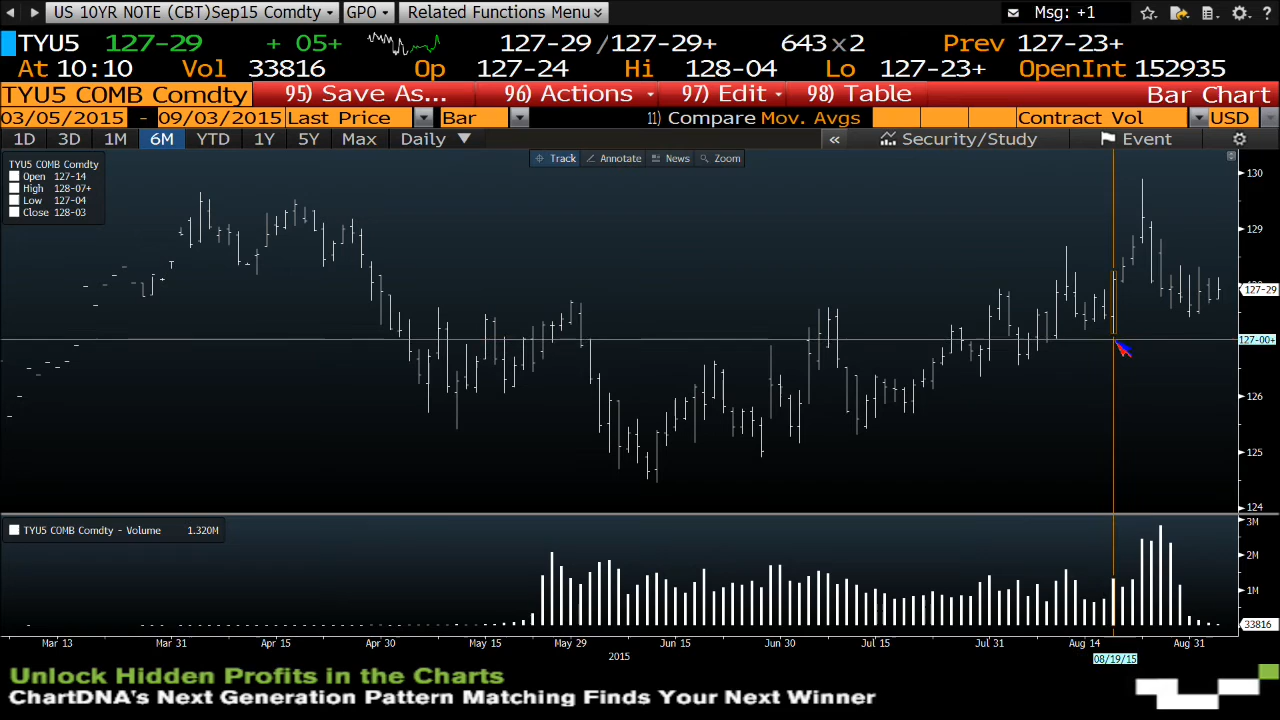 US 10YR NOTE (CBT)Sep15 Comdty GPO Related Functions Menu Msg: +1
TYU5 127-29 + 05+ 127-29 /127-29+ 643 x 2 Prev 127-23+
At 10:10 Vol 33816 Op 127-24 Hi 128-04 Lo 127-23+ OpenInt 152935
TYU5 COMB Comdty 95) Save As... 96) Actions 97) Edit 98) Table Bar Chart
03/05/2015 - 09/03/2015 Last Price Bar 11) Compare Mov. Avgs Contract Vol USD
1D 3D 1M 6M YTD 1Y 5Y Max Daily « Security/Study Event
Track Annotate News Zoom
TYU5 COMB Comdty
Open 127-14
High 128-07+
Low 127-04
Close 128-03
130
129
128
127-29
127-00+
126
125
124
TYU5 COMB Comdty - Volume 1.320M
3M
2M
1M
33816
Mar 13 Mar 31 Apr 15 Apr 30 May 15 May 29 Jun 15 Jun 30 Jul 15 Jul 31 Aug 14 Aug 31
2015 08/19/15
Unlock Hidden Profits in the Charts
ChartDNA's Next Generation Pattern Matching Finds Your Next Winner